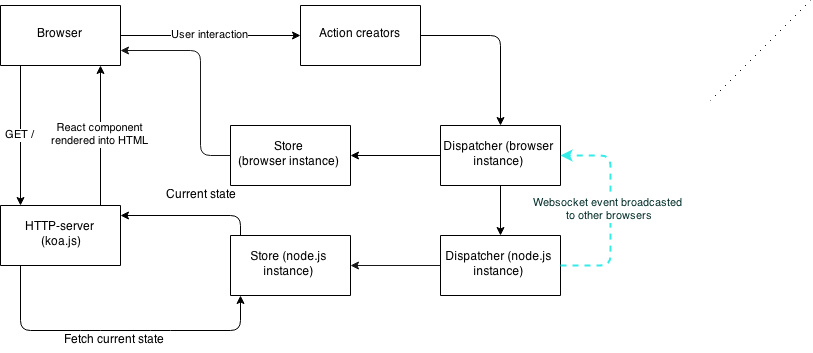 Browser
User interaction
Action creators
GET /
React component
rendered into HTML
Store
(browser instance)
Dispatcher (browser
instance)
Current state
Websocket event broadcasted
to other browsers
HTTP-server
(koa.js)
Store (node.js
instance)
Dispatcher (node.js
instance)
Fetch current state